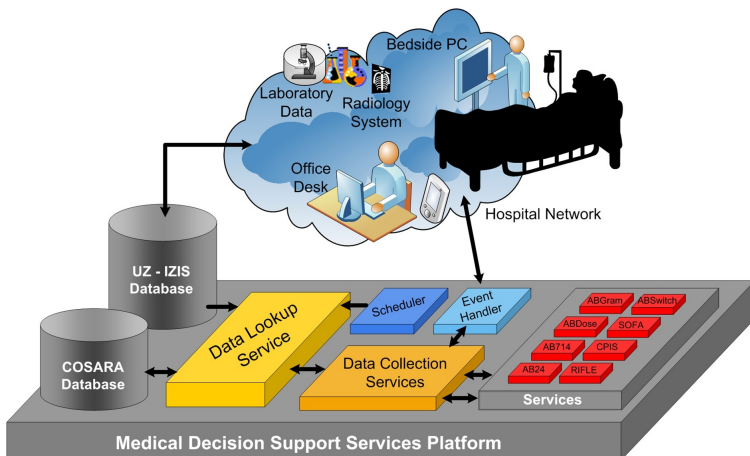 Bedside PC
Laboratory
Data
Radiology
System
Office
Desk
Hospital Network
UZ - IZIS
Database
COSARA
Database
Data Lookup
Service
Scheduler
Event
Handler
Data Collection
Services
ABGram
ABSwitch
ABDose
SOFA
AB714
CPIS
AB24
RIFLE
Services
Medical Decision Support Services Platform